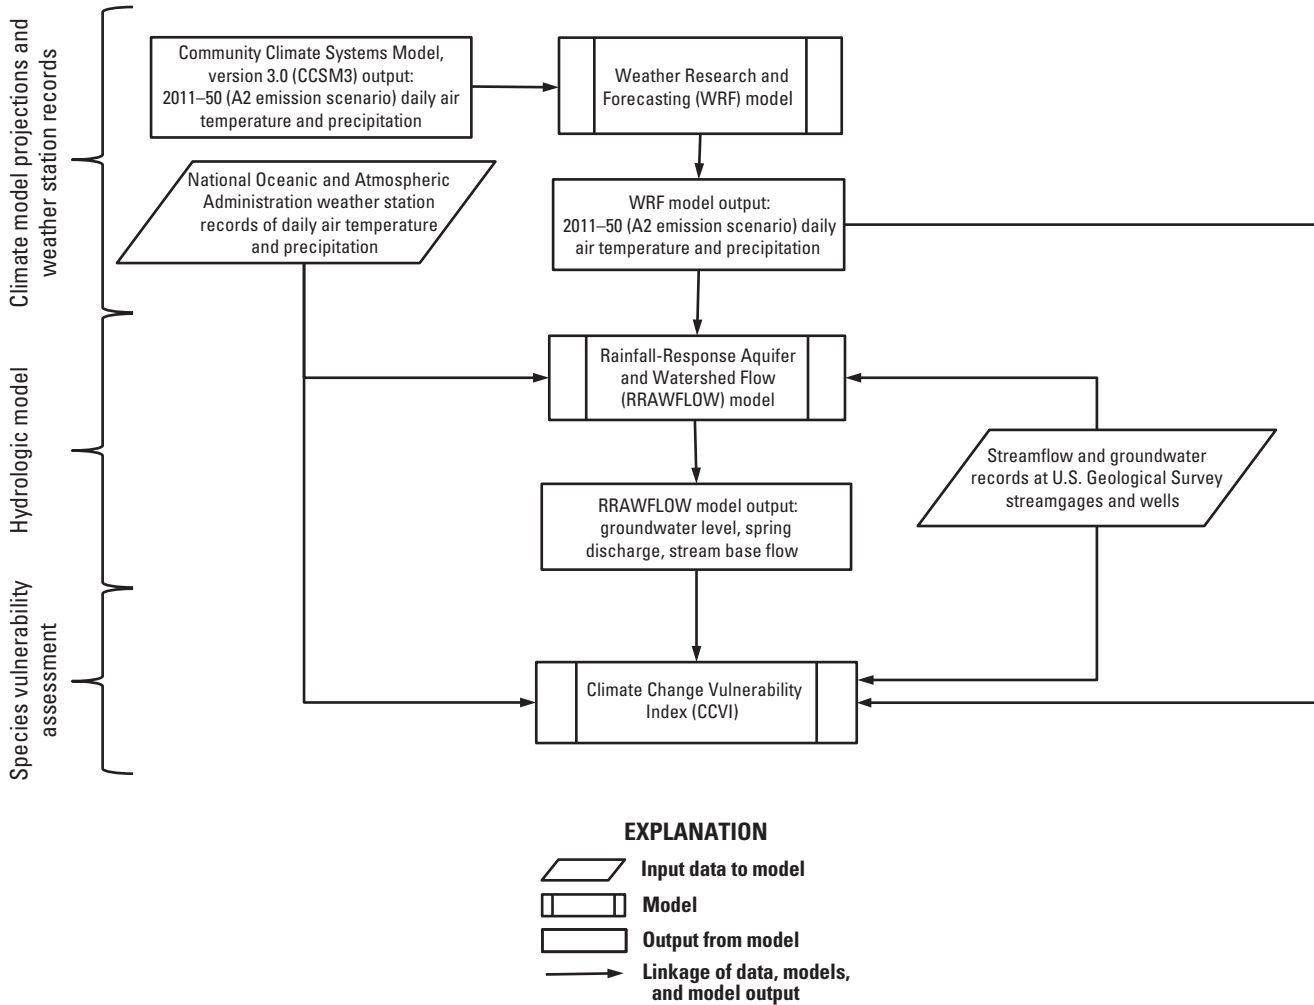 Climate model projections and
weather station records
Community Climate Systems Model,
version 3.0 (CCSM3) output:
2011–50 (A2 emission scenario) daily air
temperature and precipitation
Weather Research and
Forecasting (WRF) model
National Oceanic and Atmospheric
Administration weather station
records of daily air temperature
and precipitation
WRF model output:
2011–50 (A2 emission scenario) daily
air temperature and precipitation
Hydrologic model
Rainfall-Response Aquifer
and Watershed Flow
(RRAWFLOW) model
Streamflow and groundwater
records at U.S. Geological Survey
streamgages and wells
RRAWFLOW model output:
groundwater level, spring
discharge, stream base flow
Species vulnerability
assessment
Climate Change Vulnerability
Index (CCVI)
EXPLANATION
Input data to model
Model
Output from model
Linkage of data, models,
and model output